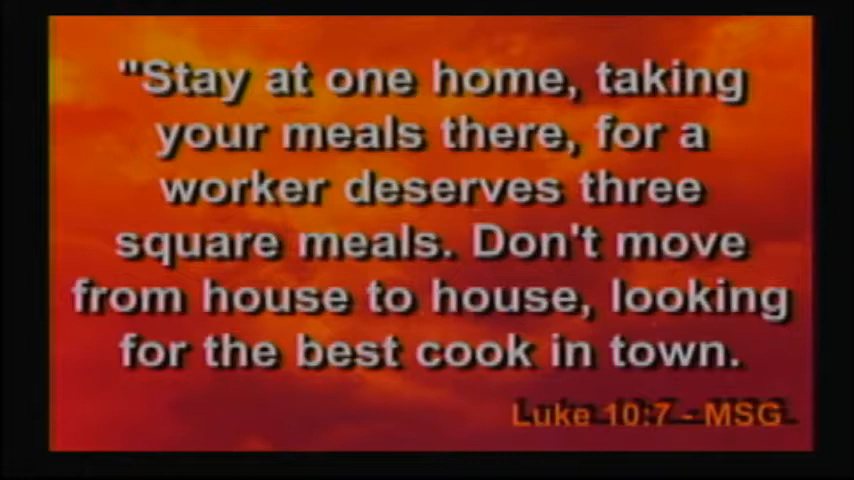 "Stay at one home, taking
your meals there, for a
worker deserves three
square meals. Don't move
from house to house, looking
for the best cook in town.
Luke 10:7 - MSG